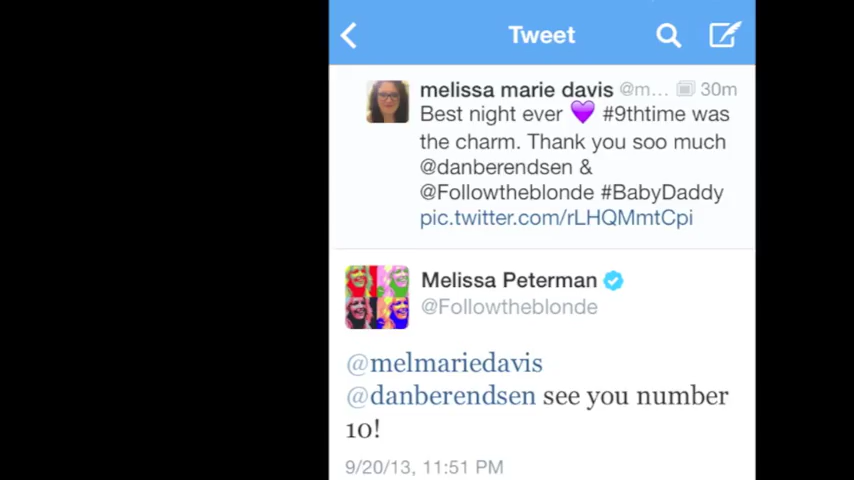 Tweet
melissa marie davis @m... 30m
Best night ever 💜 #9thtime was
the charm. Thank you soo much
@danberendsen &
@Followtheblonde #BabyDaddy
pic.twitter.com/rLHQMmtCpi
Melissa Peterman
@Followtheblonde
@melmariedavis
@danberendsen see you number
10!
9/20/13, 11:51 PM